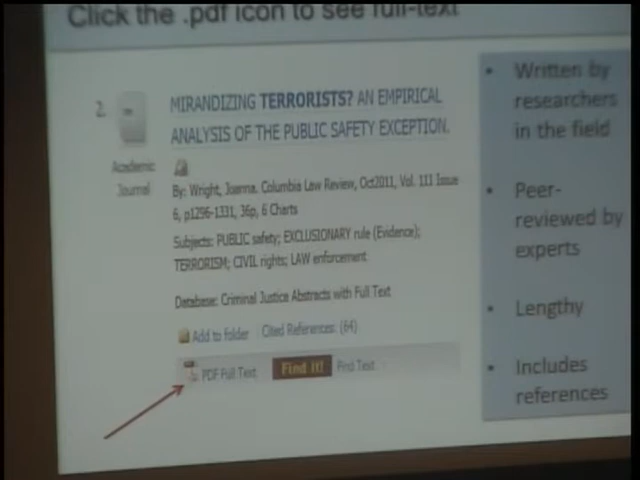 Click the .pdf icon to see full-text
2.
MIRANDIZING TERRORISTS? AN EMPIRICAL
ANALYSIS OF THE PUBLIC SAFETY EXCEPTION.
Academic
Journal
By: Wright, Joanna. Columbia Law Review, Oct2011, Vol. 111 Issue
6, p1296-1331, 36p, 6 Charts
Subjects: PUBLIC safety; EXCLUSIONARY rule (Evidence);
TERRORISM; CIVIL rights; LAW enforcement
Database: Criminal Justice Abstracts with Full Text
Add to folder Cited References: (64)
PDF Full Text Find it! Find Text
• Written by
researchers
in the field
• Peer-
reviewed by
experts
• Lengthy
• Includes
references